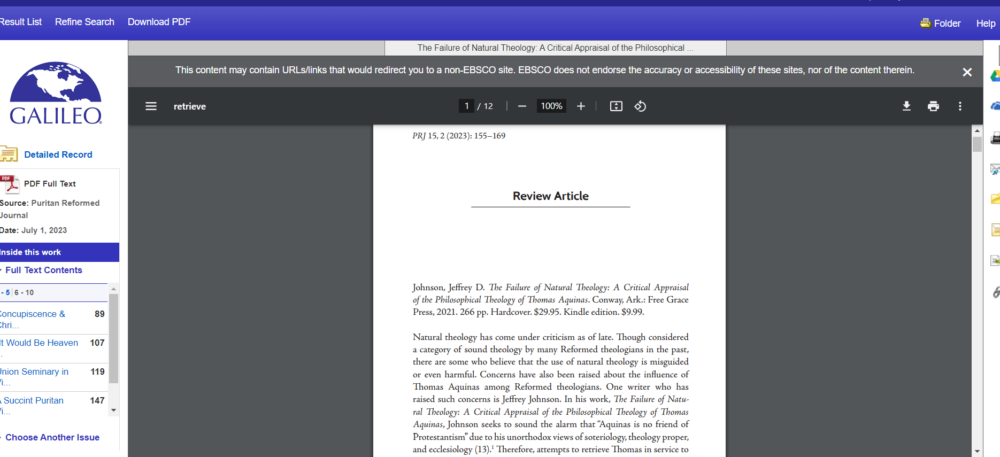 Result List Refine Search Download PDF
Folder Help
The Failure of Natural Theology: A Critical Appraisal of the Philosophical ...
This content may contain URLs/links that would redirect you to a non-EBSCO site. EBSCO does not endorse the accuracy or accessibility of these sites, nor of the content therein.
retrieve
1 / 12
100%
GALILEO
Detailed Record
PDF
PDF Full Text
Source: Puritan Reformed
Journal
Date: July 1, 2023
Inside this work
Full Text Contents
- 5 | 6 - 10
Concupiscence & 89
Chri...
It Would Be Heaven 107
..
Union Seminary in 119
Vi...
A Succint Puritan 147
Vi...
Choose Another Issue
PRJ 15, 2 (2023): 155–169
Review Article
Johnson, Jeffrey D. The Failure of Natural Theology: A Critical Appraisal
of the Philosophical Theology of Thomas Aquinas. Conway, Ark.: Free Grace
Press, 2021. 266 pp. Hardcover. $29.95. Kindle edition. $9.99.
Natural theology has come under criticism as of late. Though considered
a category of sound theology by many Reformed theologians in the past,
there are some who believe that the use of natural theology is misguided
or even harmful. Concerns have also been raised about the influence of
Thomas Aquinas among Reformed theologians. One writer who has
raised such concerns is Jeffrey Johnson. In his work, The Failure of Natu-
ral Theology: A Critical Appraisal of the Philosophical Theology of Thomas
Aquinas, Johnson seeks to sound the alarm that “Aquinas is no friend of
Protestantism” due to his unorthodox views of soteriology, theology proper,
and ecclesiology (13).¹ Therefore, attempts to retrieve Thomas in service to